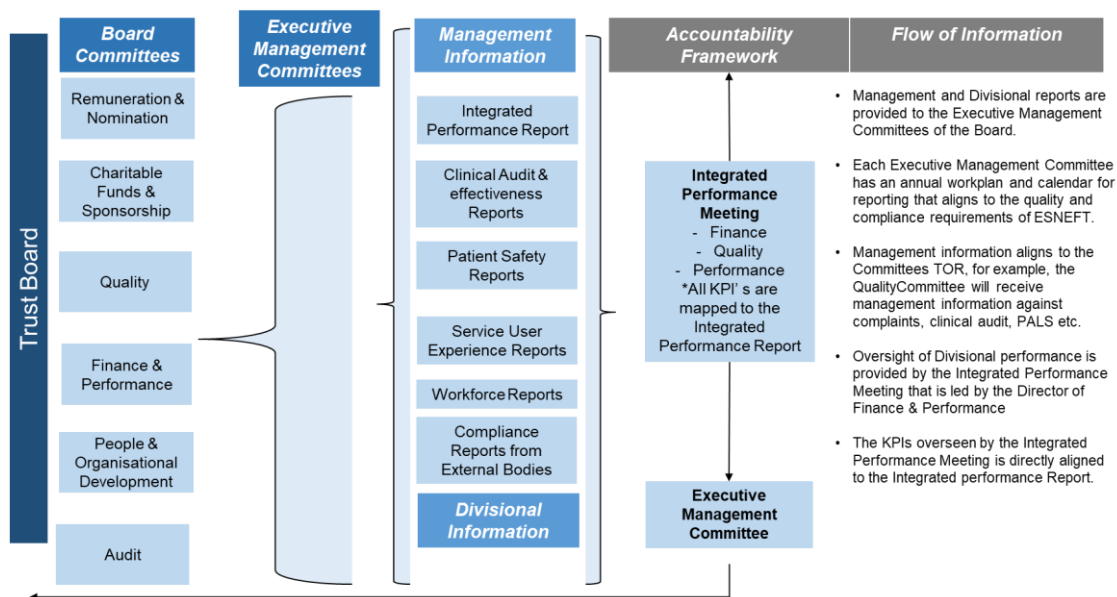 Trust Board
Board
Committees
Remuneration &
Nomination
Charitable
Funds &
Sponsorship
Quality
Finance &
Performance
People &
Organisational
Development
Audit
Executive
Management
Committees
Management
Information
Integrated
Performance Report
Clinical Audit &
effectiveness
Reports
Patient Safety
Reports
Service User
Experience Reports
Workforce Reports
Compliance
Reports from
External Bodies
Divisional
Information
Accountability
Framework
Integrated
Performance
Meeting
- Finance
- Quality
- Performance
*All KPI' s are
mapped to the
Integrated
Performance Report
Executive
Management
Committee
Flow of Information
• Management and Divisional reports are
provided to the Executive Management
Committees of the Board.
• Each Executive Management Committee
has an annual workplan and calendar for
reporting that aligns to the quality and
compliance requirements of ESNEFT.
• Management information aligns to the
Committees TOR, for example, the
QualityCommittee will receive
management information against
complaints, clinical audit, PALS etc.
• Oversight of Divisional performance is
provided by the Integrated Performance
Meeting that is led by the Director of
Finance & Performance
• The KPIs overseen by the Integrated
Performance Meeting is directly aligned
to the Integrated performance Report.